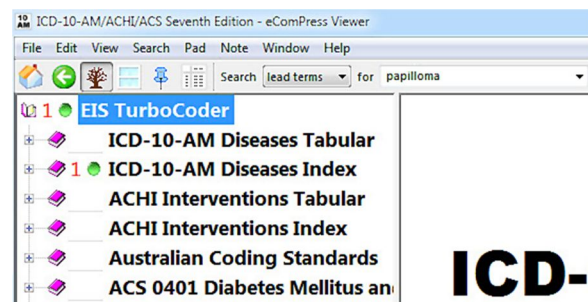 10 AM ICD-10-AM/ACHI/ACS Seventh Edition - eComPress Viewer
File Edit View Search Pad Note Window Help
Search lead terms for papilloma
1 EIS TurboCoder
ICD-10-AM Diseases Tabular
1 ICD-10-AM Diseases Index
ACHI Interventions Tabular
ACHI Interventions Index
Australian Coding Standards
ACS 0401 Diabetes Mellitus an
ICD-